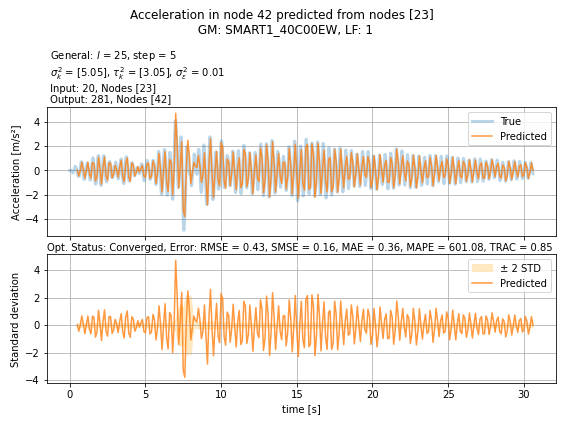 Acceleration in node 42 predicted from nodes [23]
GM: SMART1_40C00EW, LF: 1
General: l = 25, step = 5
σ²ₖ = [5.05], τ²ₖ = [3.05], σ²ε = 0.01
Input: 20, Nodes [23]
Output: 281, Nodes [42]
True
Predicted
Acceleration [m/s²]
4
2
0
−2
−4
Opt. Status: Converged, Error: RMSE = 0.43, SMSE = 0.16, MAE = 0.36, MAPE = 601.08, TRAC = 0.85
± 2 STD
Predicted
Standard deviation
4
2
0
−2
−4
0 5 10 15 20 25 30
time [s]